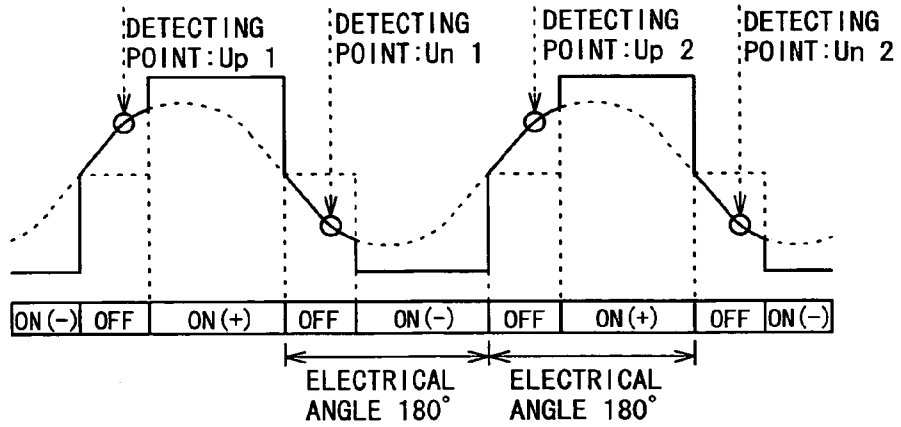 DETECTING
POINT:Up 1
DETECTING
POINT:Un 1
DETECTING
POINT:Up 2
DETECTING
POINT:Un 2
ON(-) OFF ON(+) OFF ON(-) OFF ON(+) OFF ON(-)
ELECTRICAL
ANGLE 180°
ELECTRICAL
ANGLE 180°